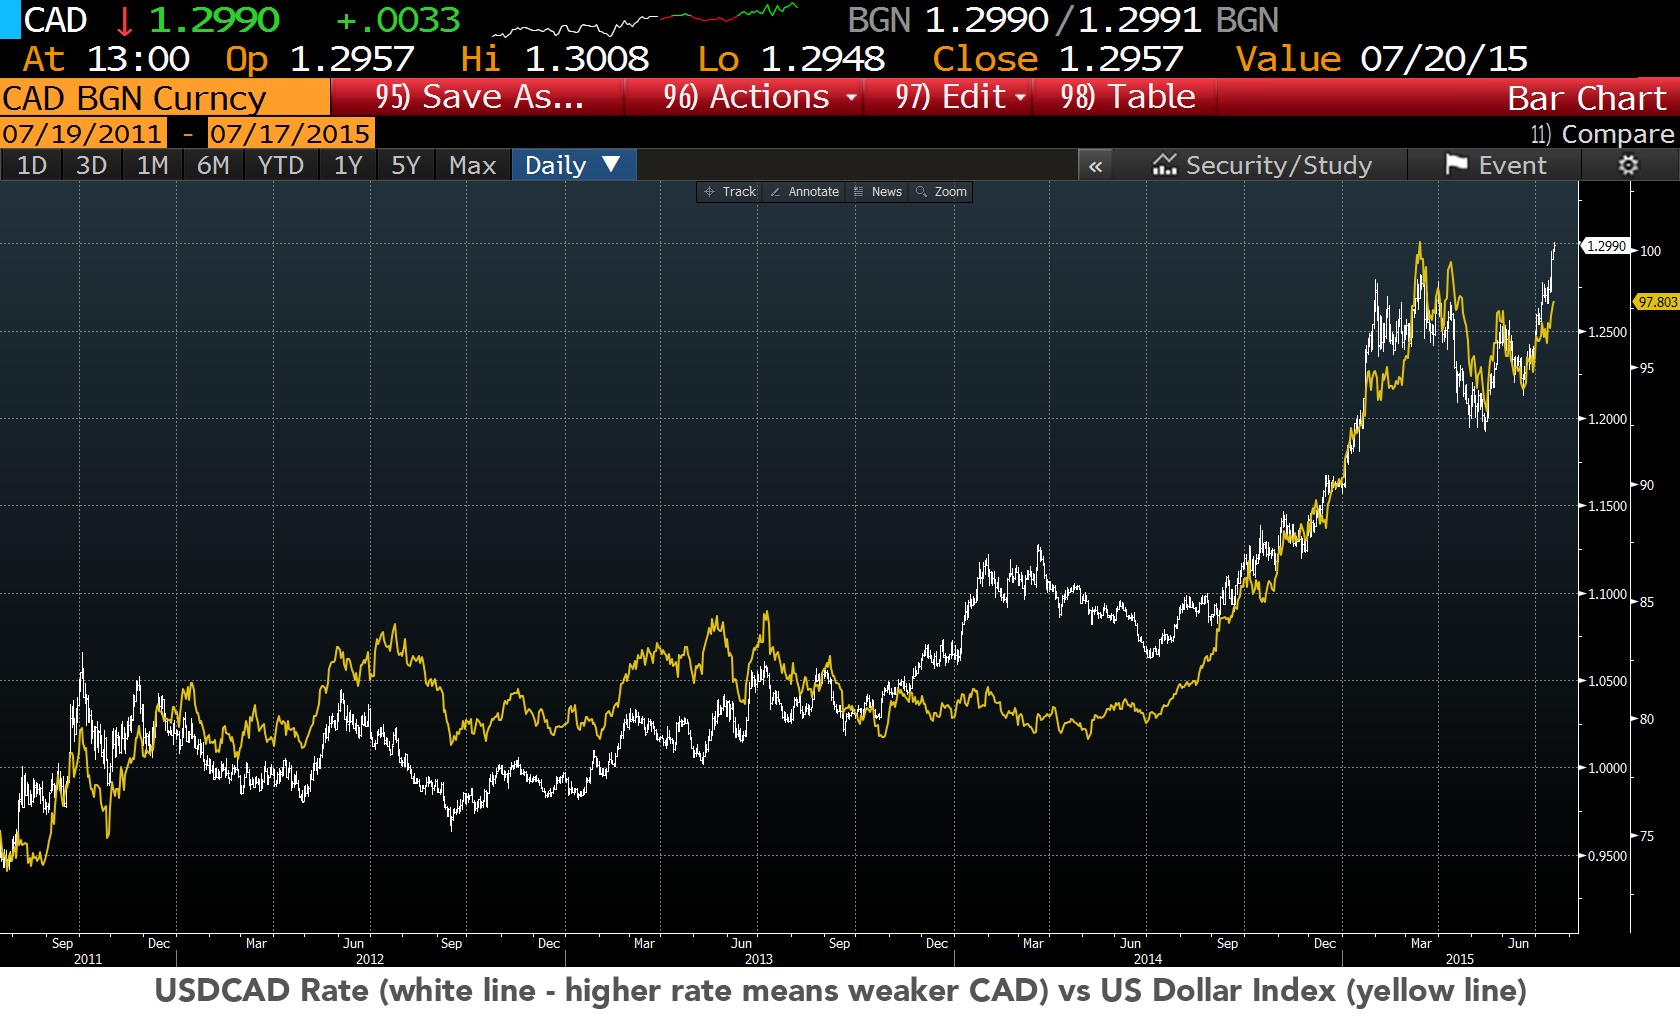 CAD ↓ 1.2990 +.0033 BGN 1.2990/1.2991 BGN
At 13:00 Op 1.2957 Hi 1.3008 Lo 1.2948 Close 1.2957 Value 07/20/15
CAD BGN Curncy 95) Save As... 96) Actions 97) Edit 98) Table Bar Chart
07/19/2011 - 07/17/2015 11) Compare
1D 3D 1M 6M YTD 1Y 5Y Max Daily ▼ « Security/Study Event
Track Annotate News Zoom
1.2990
100
97.803
1.2500
95
1.2000
90
1.1500
1.1000
85
1.0500
80
1.0000
75
0.9500
Sep Dec Mar Jun Sep Dec Mar Jun Sep Dec Mar Jun Sep Dec Mar Jun
2011 2012 2013 2014 2015
USDCAD Rate (white line - higher rate means weaker CAD) vs US Dollar Index (yellow line)